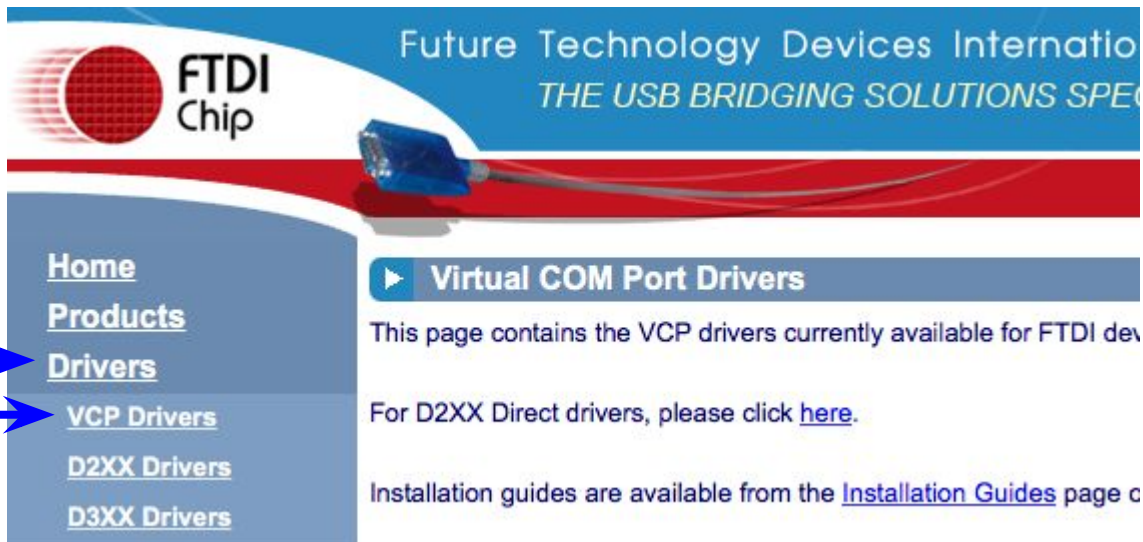 FTDI
Chip
Future Technology Devices Internatio
THE USB BRIDGING SOLUTIONS SPEC
Home
Products
Drivers
VCP Drivers
D2XX Drivers
D3XX Drivers
Virtual COM Port Drivers
This page contains the VCP drivers currently available for FTDI dev
For D2XX Direct drivers, please click here.
Installation guides are available from the Installation Guides page o